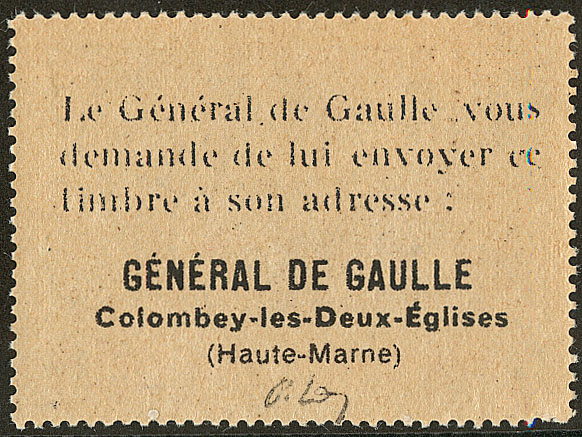 Le Général de Gaulle vous
demande de lui envoyer ce
timbre à son adresse :
GÉNÉRAL DE GAULLE
Colombey-les-Deux-Églises
(Haute-Marne)